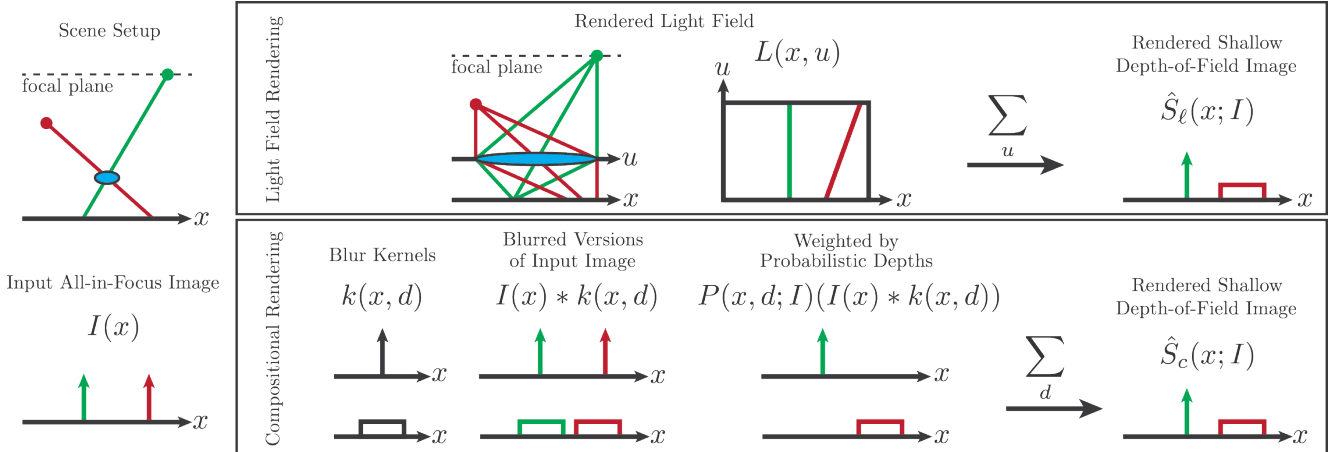 Scene Setup
focal plane
x
Input All-in-Focus Image
I(x)
x
Light Field Rendering
Rendered Light Field
focal plane
u
x
L(x, u)
u
x
∑
u
Rendered Shallow
Depth-of-Field Image
Ŝ_ℓ(x; I)
x
Compositional Rendering
Blur Kernels
k(x, d)
x
x
Blurred Versions
of Input Image
I(x) ∗ k(x, d)
x
x
Weighted by
Probabilistic Depths
P(x, d; I)(I(x) ∗ k(x, d))
x
x
∑
d
Rendered Shallow
Depth-of-Field Image
Ŝ_c(x; I)
x